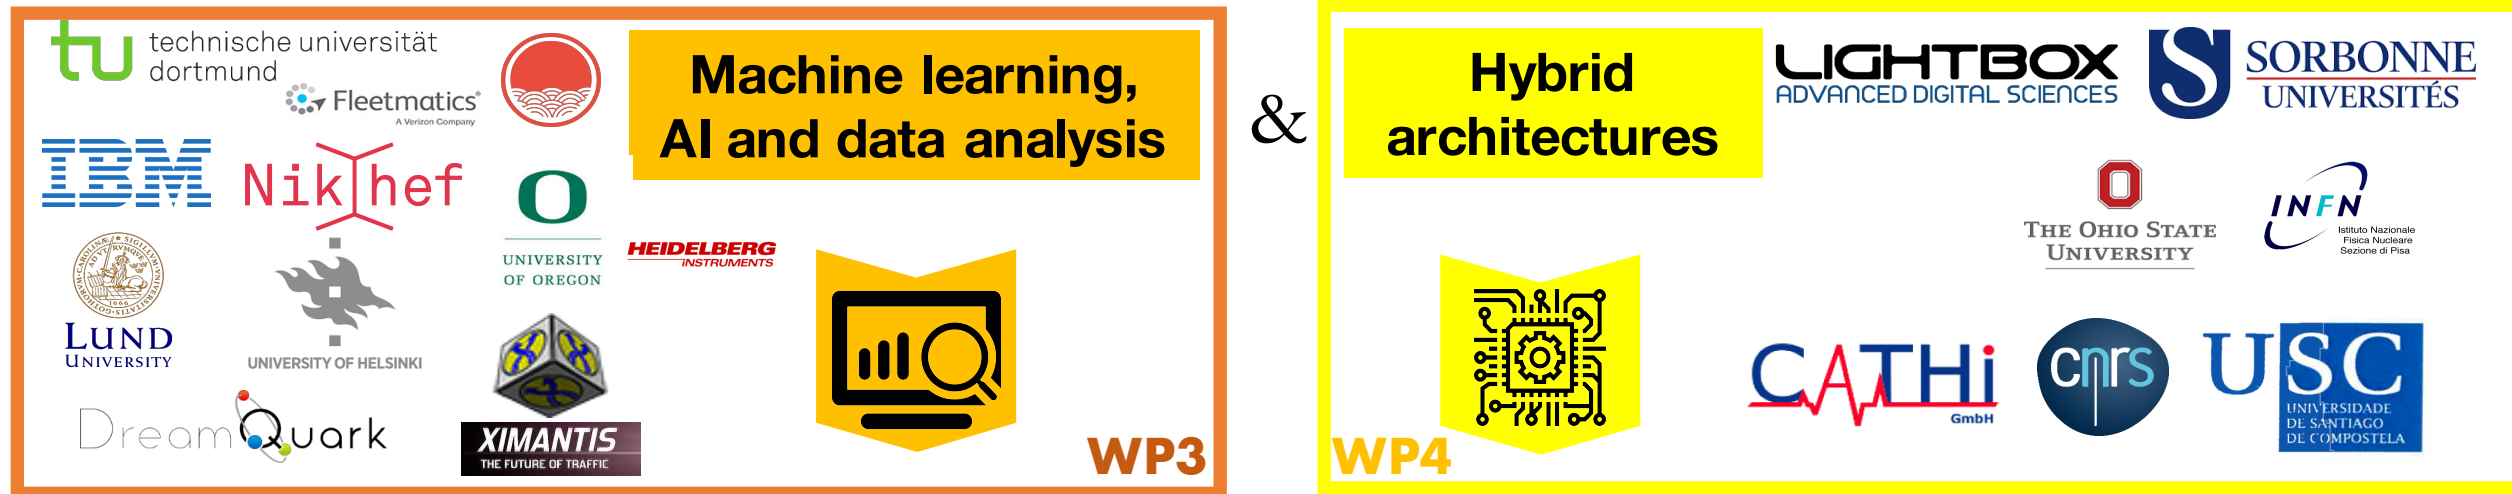 technische universität
dortmund
Fleetmatics
A Verizon Company
Machine learning,
AI and data analysis
IBM
Nikhef
O
UNIVERSITY
OF OREGON
HEIDELBERG
INSTRUMENTS
1666
LUND
UNIVERSITY
UNIVERSITY OF HELSINKI
DreamQuark
XIMANTIS
THE FUTURE OF TRAFFIC
WP3
&
Hybrid
architectures
LIGHTBOX
ADVANCED DIGITAL SCIENCES
S
SORBONNE
UNIVERSITÉS
O
THE OHIO STATE
UNIVERSITY
INFN
Istituto Nazionale
Fisica Nucleare
Sezione di Pisa
CATHi
GmbH
cnrs
USC
UNIVERSIDADE
DE SANTIAGO
DE COMPOSTELA
WP4